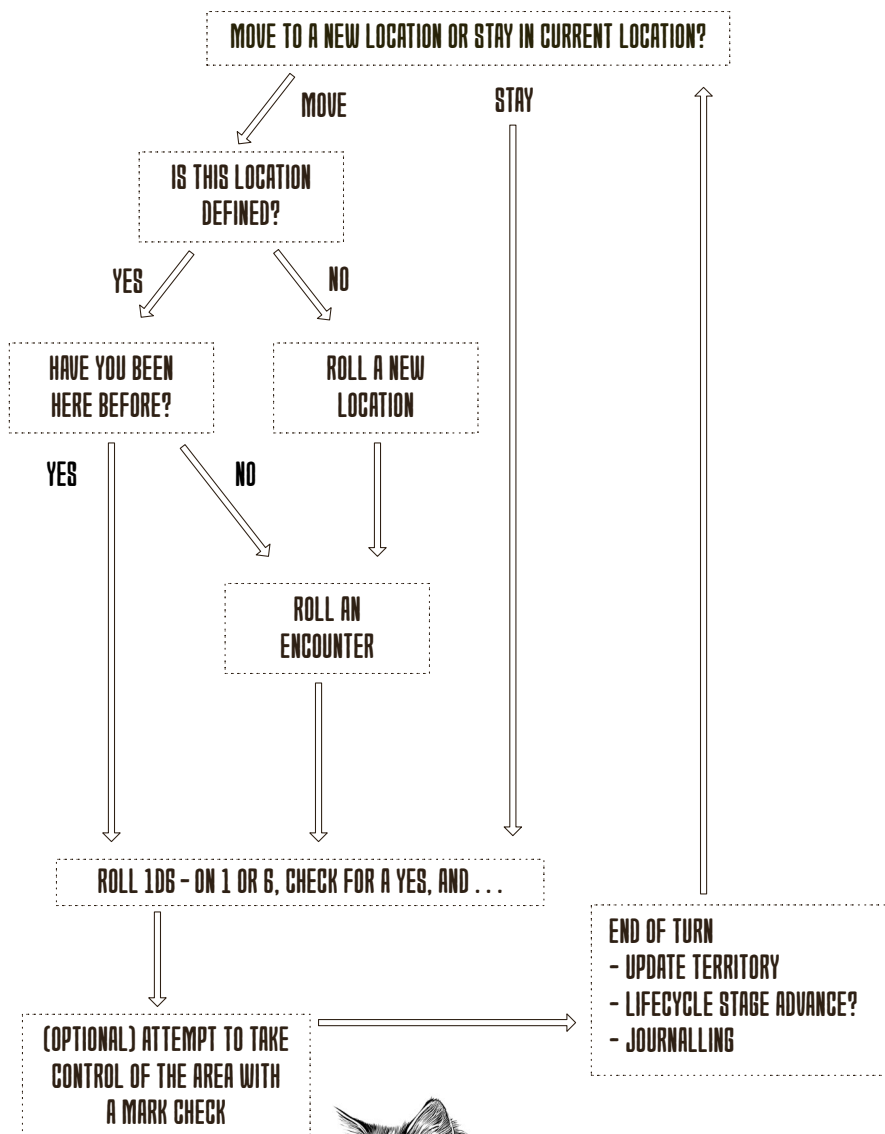 MOVE TO A NEW LOCATION OR STAY IN CURRENT LOCATION?
MOVE
STAY
IS THIS LOCATION
DEFINED?
YES
NO
HAVE YOU BEEN
HERE BEFORE?
ROLL A NEW
LOCATION
YES
NO
ROLL AN
ENCOUNTER
ROLL 1D6 - ON 1 OR 6, CHECK FOR A YES, AND . . .
END OF TURN
- UPDATE TERRITORY
- LIFECYCLE STAGE ADVANCE?
- JOURNALLING
(OPTIONAL) ATTEMPT TO TAKE
CONTROL OF THE AREA WITH
A MARK CHECK